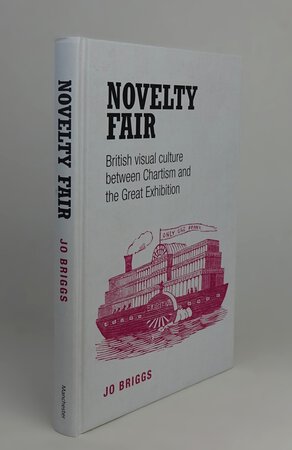 NOVELTY FAIR
JO BRIGGS
Manchester
NOVELTY
FAIR
British visual culture
between Chartism and
the Great Exhibition
JO BRIGGS